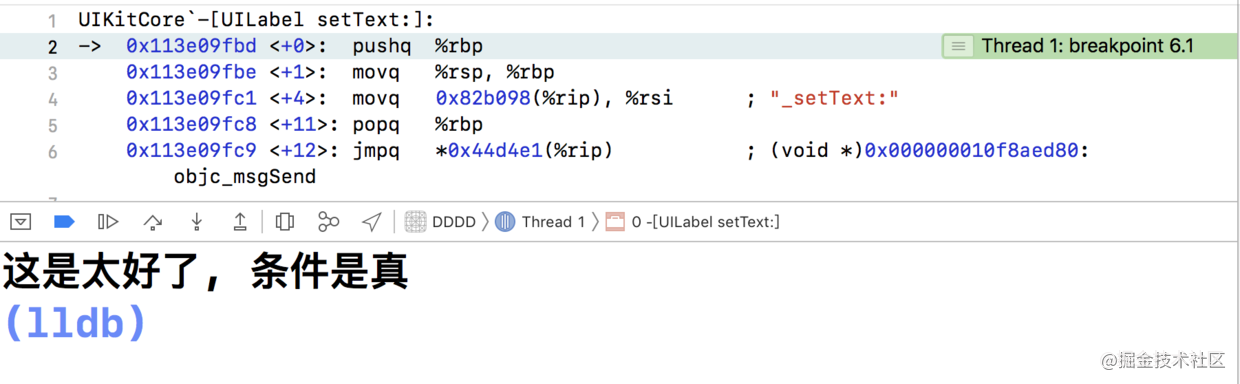 1 UIKitCore`-[UILabel setText:]:
2 -> 0x113e09fbd <+0>: pushq %rbp Thread 1: breakpoint 6.1
3 0x113e09fbe <+1>: movq %rsp, %rbp
4 0x113e09fc1 <+4>: movq 0x82b098(%rip), %rsi ; "_setText:"
5 0x113e09fc8 <+11>: popq %rbp
6 0x113e09fc9 <+12>: jmpq *0x44d4e1(%rip) ; (void *)0x000000010f8aed80:
objc_msgSend
DDDD Thread 1 0 -[UILabel setText:]
这是太好了, 条件是真
(lldb)
@掘金技术社区